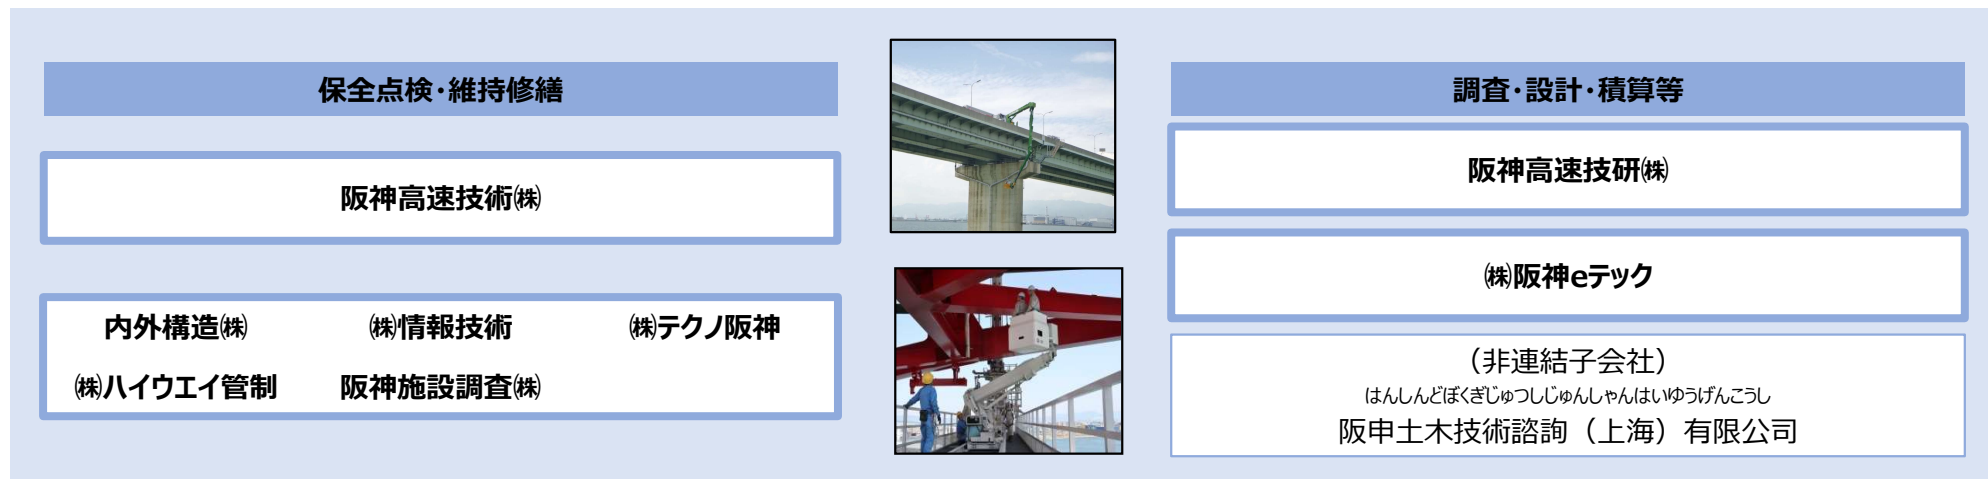 保全点検・維持修繕
阪神高速技術㈱
内外構造㈱ ㈱情報技術 ㈱テクノ阪神
㈱ハイウエイ管制 阪神施設調査㈱
調査・設計・積算等
阪神高速技研㈱
㈱阪神eテック
（非連結子会社）
はんしんどぼくぎじゅつしじゅんしゃんはいゆうげんこうし
阪申土木技術諮詢（上海）有限公司